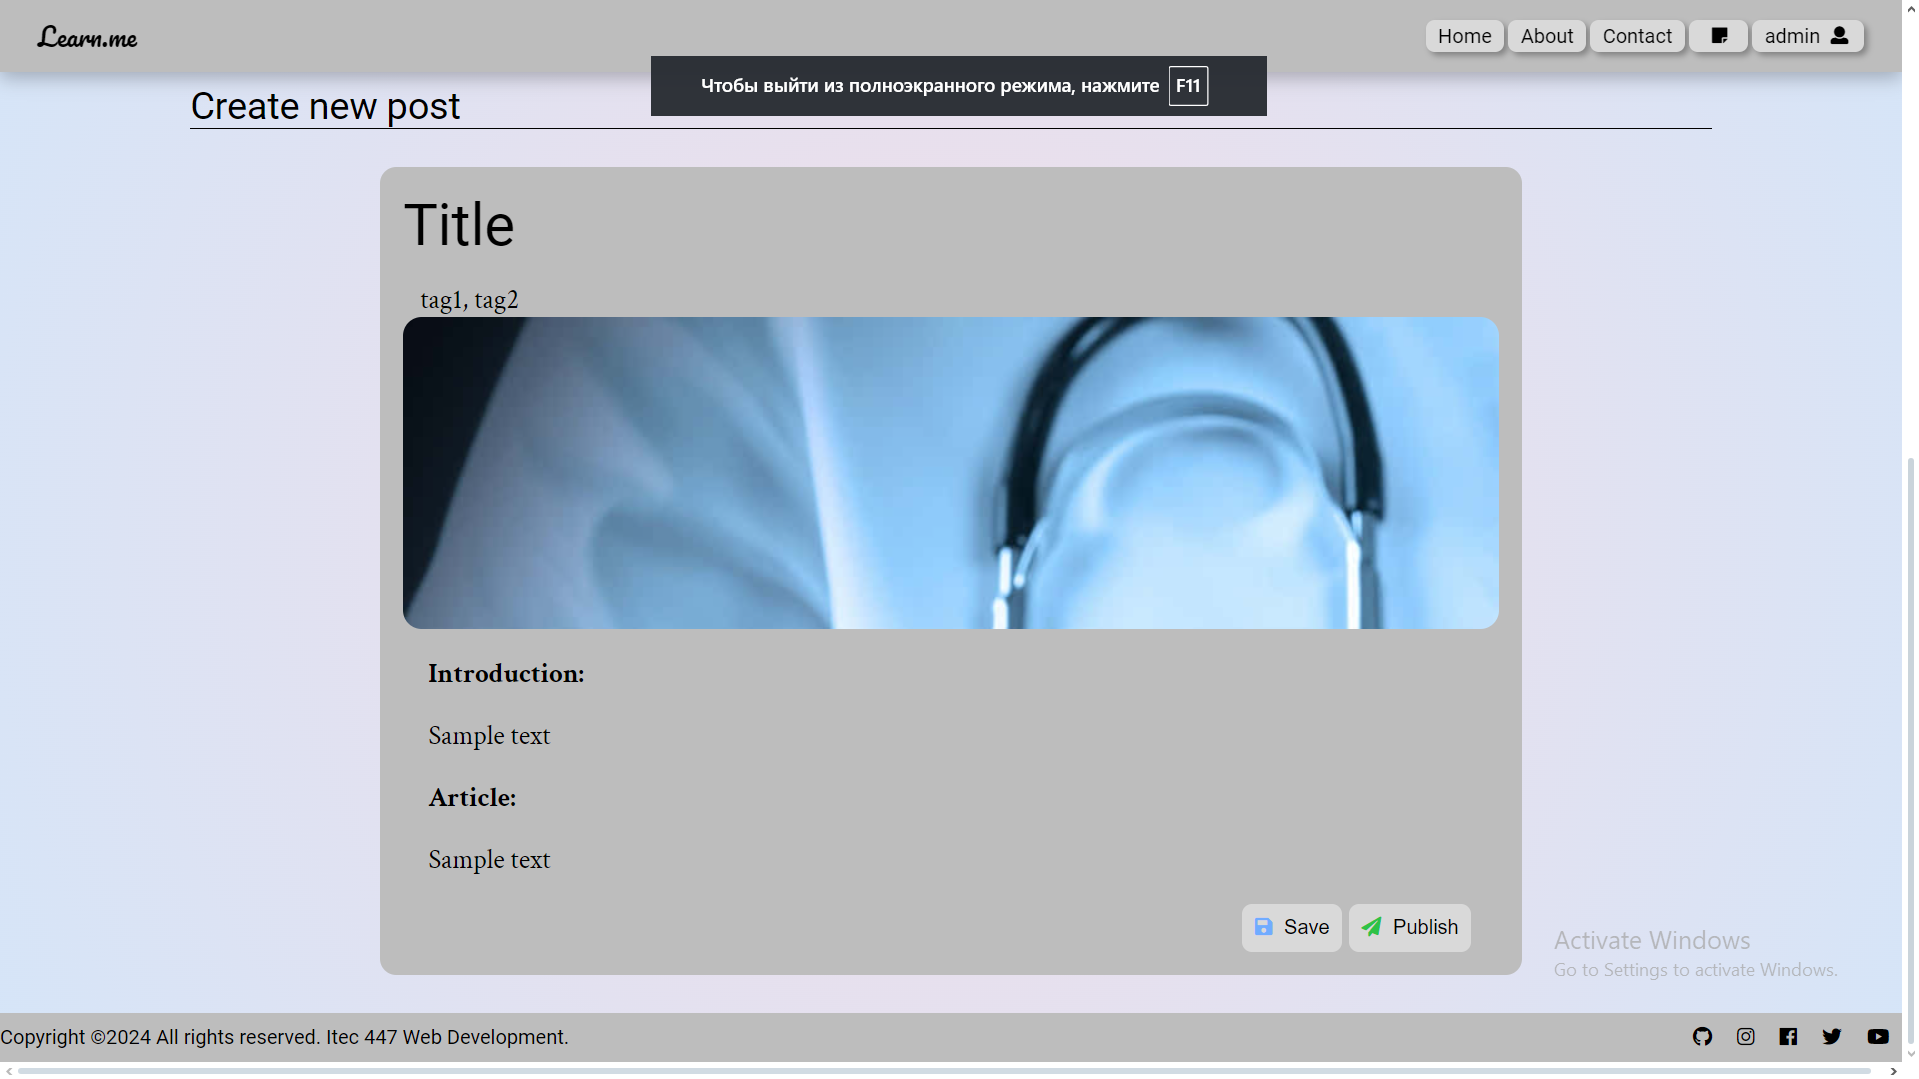 Learn.me
Home About Contact admin
Чтобы выйти из полноэкранного режима, нажмите F11
Create new post
Title
tag1, tag2
Introduction:
Sample text
Article:
Sample text
Save Publish
Activate Windows
Go to Settings to activate Windows.
Copyright ©2024 All rights reserved. Itec 447 Web Development.